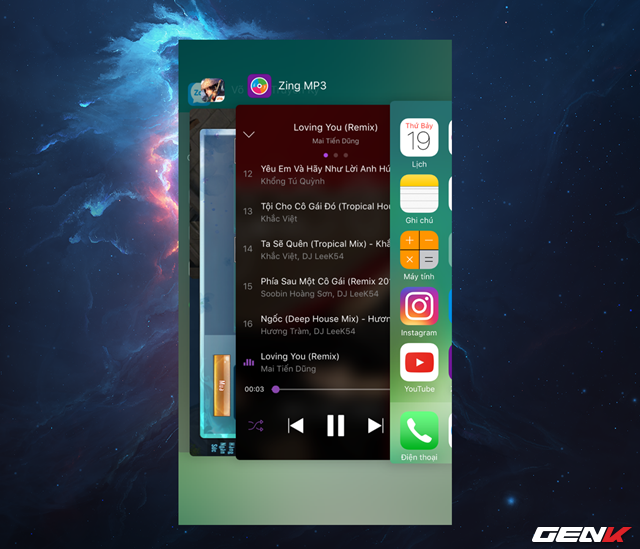 Zing MP3
Loving You (Remix)
Mai Tiến Dũng
12 Yêu Em Và Hãy Như Lời Anh Hứ
Khổng Tú Quỳnh
13 Tội Cho Cô Gái Đó (Tropical Hou
Khắc Việt
14 Ta Sẽ Quên (Tropical Mix) - Khắ
Khắc Việt, DJ LeeK54
15 Phía Sau Một Cô Gái (Remix 20
Soobin Hoàng Sơn, DJ LeeK54
16 Ngốc (Deep House Mix) - Hươn
Hương Tràm, DJ LeeK54
Loving You (Remix)
Mai Tiến Dũng
00:03
Thứ Bảy
19
Lịch
Ghi chú
Máy tính
Instagram
YouTube
Điện thoại
GENK